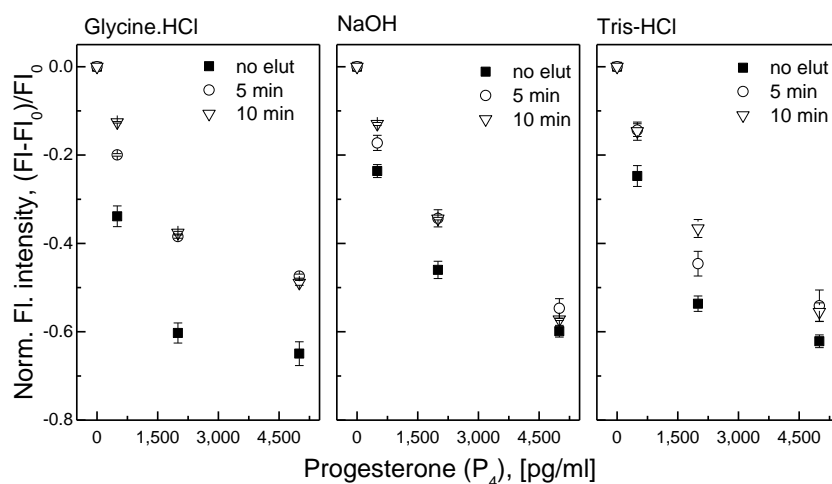 Glycine.HCl
NaOH
Tris-HCl
no elut
5 min
10 min
no elut
5 min
10 min
no elut
5 min
10 min
0.0
-0.2
-0.4
-0.6
-0.8
Norm. Fl. intensity, (Fl-Fl₀)/Fl₀
0 1,500 3,000 4,500
0 1,500 3,000 4,500
0 1,500 3,000 4,500
Progesterone (P₄), [pg/ml]